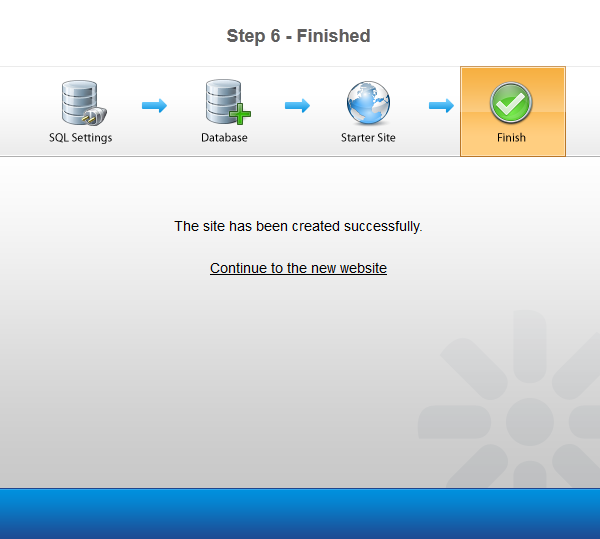 Step 6 - Finished
SQL Settings
Database
Starter Site
Finish
The site has been created successfully.
Continue to the new website